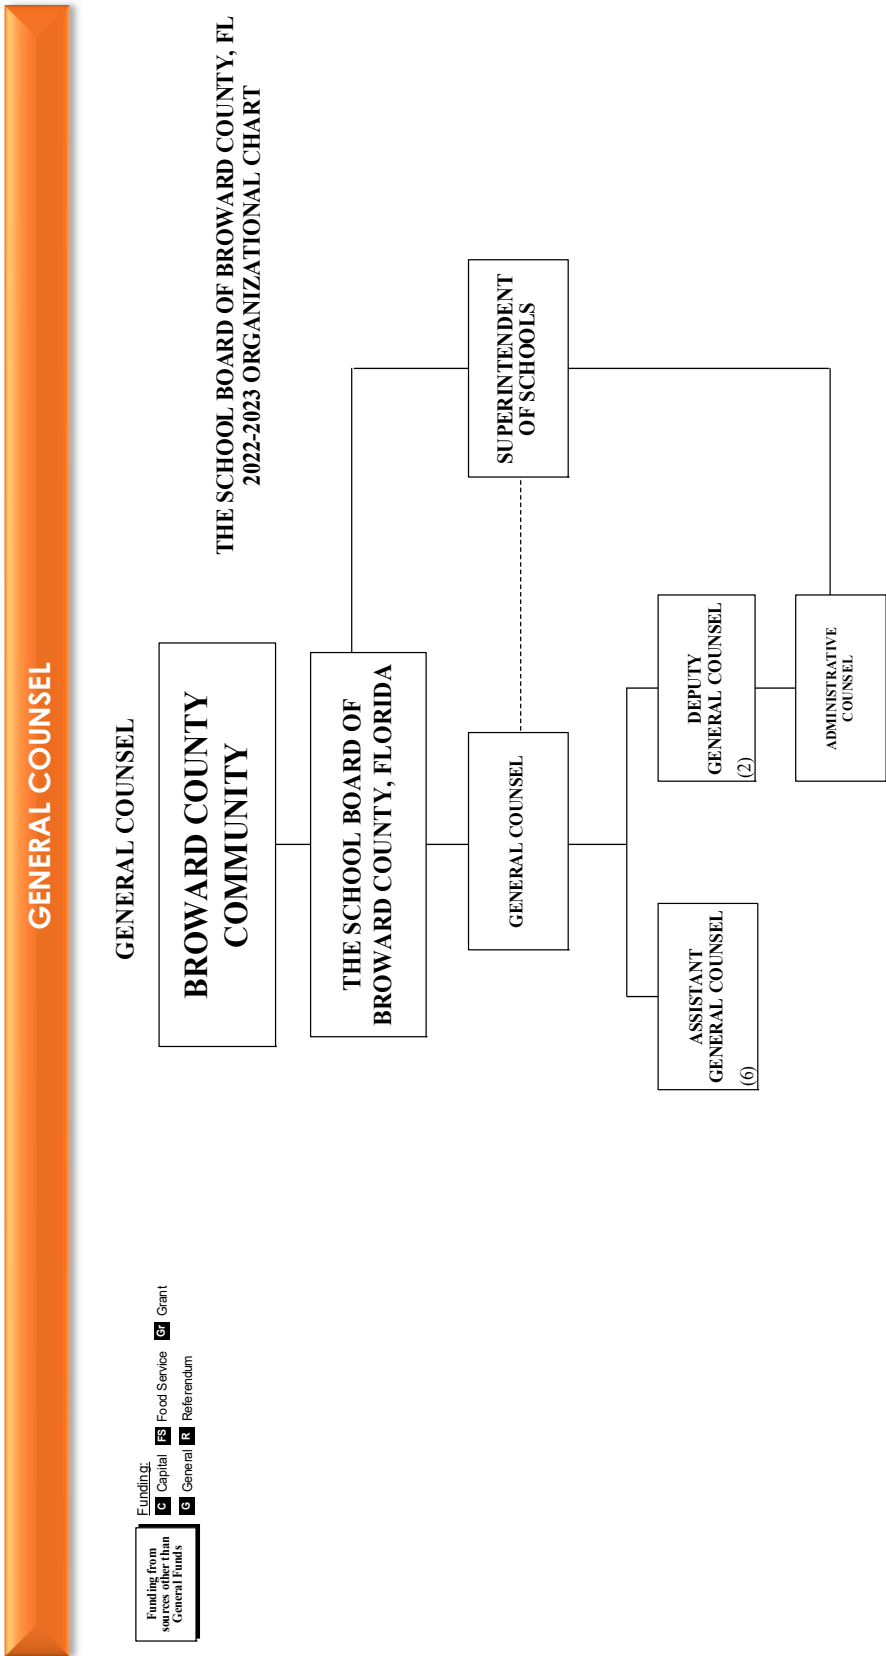 GENERAL COUNSEL
Funding from
sources other than
General Funds
Funding:
C Capital FS Food Service Gr Grant
G General R Referendum
GENERAL COUNSEL
THE SCHOOL BOARD OF BROWARD COUNTY, FL
2022-2023 ORGANIZATIONAL CHART
BROWARD COUNTY
COMMUNITY
THE SCHOOL BOARD OF
BROWARD COUNTY, FLORIDA
GENERAL COUNSEL
SUPERINTENDENT
OF SCHOOLS
ASSISTANT
GENERAL COUNSEL
(6)
DEPUTY
GENERAL COUNSEL
(2)
ADMINISTRATIVE
COUNSEL